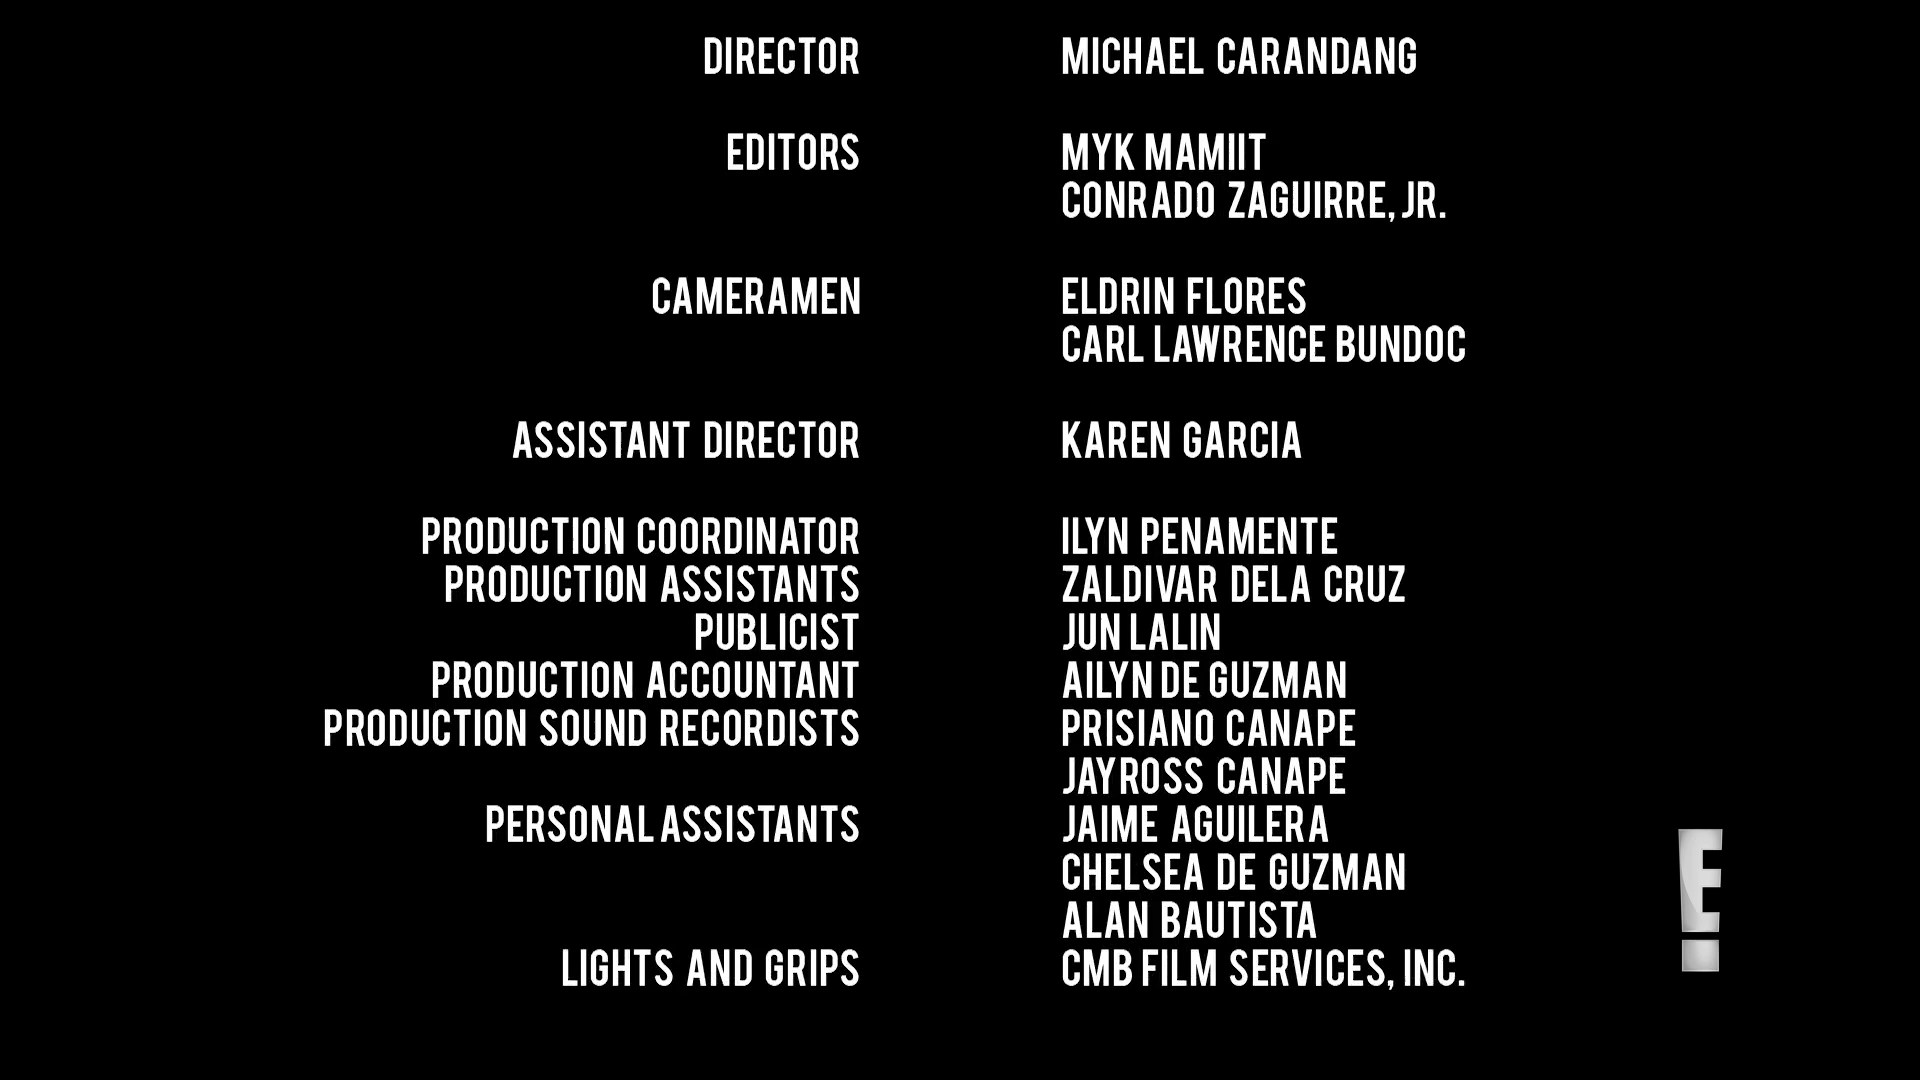 DIRECTOR MICHAEL CARANDANG
EDITORS MYK MAMIIT
CONRADO ZAGUIRRE, JR.
CAMERAMEN ELDRIN FLORES
CARL LAWRENCE BUNDOC
ASSISTANT DIRECTOR KAREN GARCIA
PRODUCTION COORDINATOR ILYN PENAMENTE
PRODUCTION ASSISTANTS ZALDIVAR DELA CRUZ
PUBLICIST JUN LALIN
PRODUCTION ACCOUNTANT AILYN DE GUZMAN
PRODUCTION SOUND RECORDISTS PRISIANO CANAPE
JAYROSS CANAPE
PERSONAL ASSISTANTS JAIME AGUILERA
CHELSEA DE GUZMAN
ALAN BAUTISTA
LIGHTS AND GRIPS CMB FILM SERVICES, INC.
E!